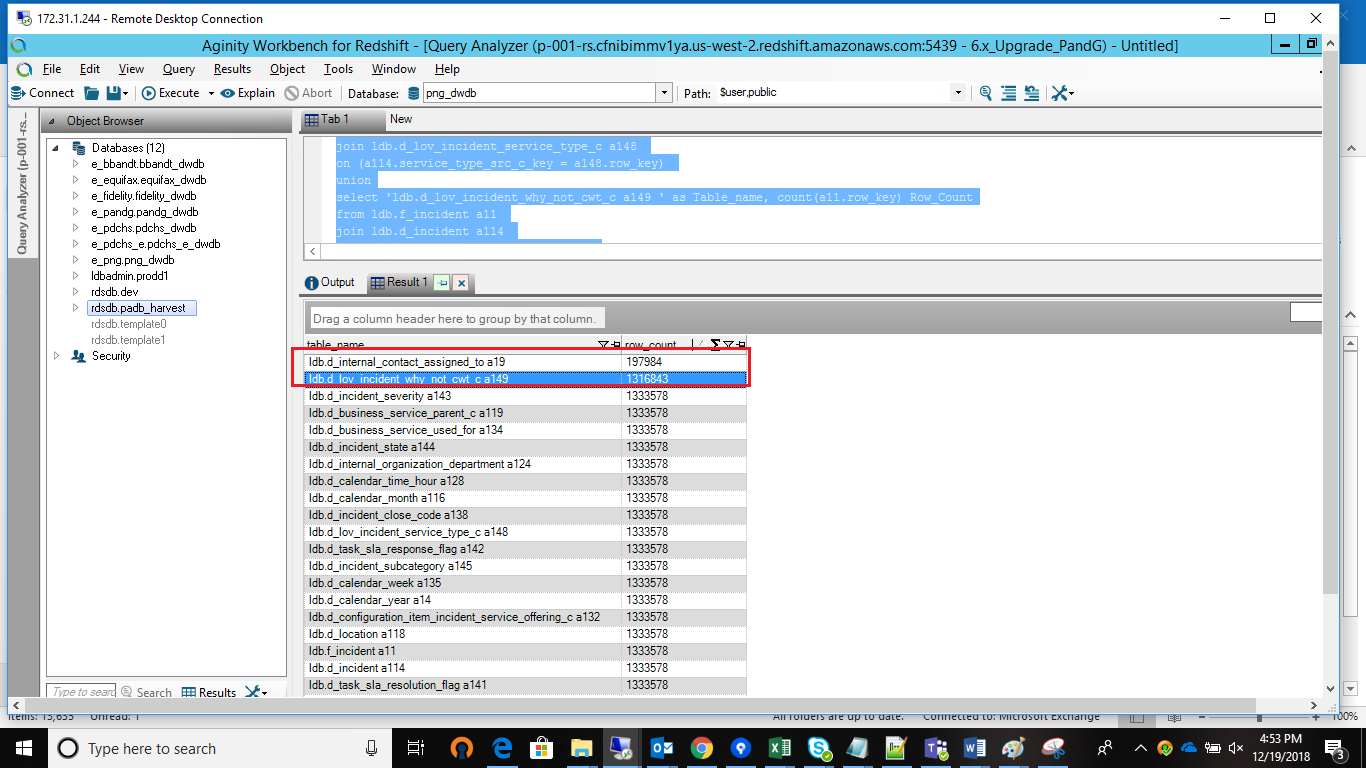 172.31.1.244 - Remote Desktop Connection
Aginity Workbench for Redshift - [Query Analyzer (p-001-rs.cfnibimmv1ya.us-west-2.redshift.amazonaws.com:5439 - 6.x_Upgrade_PandG) - Untitled]
File Edit View Query Results Object Tools Window Help
Connect Execute Explain Abort Database: png_dwdb Path: $user,public
Query Analyzer (p-001-rs....
Object Browser
Databases (12)
e_bbandt.bbandt_dwdb
e_equifax.equifax_dwdb
e_fidelity.fidelity_dwdb
e_pandg.pandg_dwdb
e_pdchs.pdchs_dwdb
e_pdchs_e.pdchs_e_dwdb
e_png.png_dwdb
ldbadmin.prodd1
rdsdb.dev
rdsdb.padb_harvest
rdsdb.template0
rdsdb.template1
Security
Type to search Search Results
Tab 1 New
join ldb.d_lov_incident_service_type_c a148
on (a114.service_type_src_c_key = a148.row_key)
union
select 'ldb.d_lov_incident_why_not_cwt_c a149 ' as Table_name, count(a11.row_key) Row_Count
from ldb.f_incident a11
join ldb.d_incident a114
Output Result 1
Drag a column header here to group by that column.
table_name row_count
ldb.d_internal_contact_assigned_to a19 197984
ldb.d_lov_incident_why_not_cwt_c a149 1316843
ldb.d_incident_severity a143 1333578
ldb.d_business_service_parent_c a119 1333578
ldb.d_business_service_used_for a134 1333578
ldb.d_incident_state a144 1333578
ldb.d_internal_organization_department a124 1333578
ldb.d_calendar_time_hour a128 1333578
ldb.d_calendar_month a116 1333578
ldb.d_incident_close_code a138 1333578
ldb.d_lov_incident_service_type_c a148 1333578
ldb.d_task_sla_response_flag a142 1333578
ldb.d_incident_subcategory a145 1333578
ldb.d_calendar_week a135 1333578
ldb.d_calendar_year a14 1333578
ldb.d_configuration_item_incident_service_offering_c a132 1333578
ldb.d_location a118 1333578
ldb.f_incident a11 1333578
ldb.d_incident a114 1333578
ldb.d_task_sla_resolution_flag a141 1333578
Items: 15,655 Unread: 1 All folders are up to date. Connected to: Microsoft Exchange 100%
Type here to search
4:53 PM
12/19/2018
3